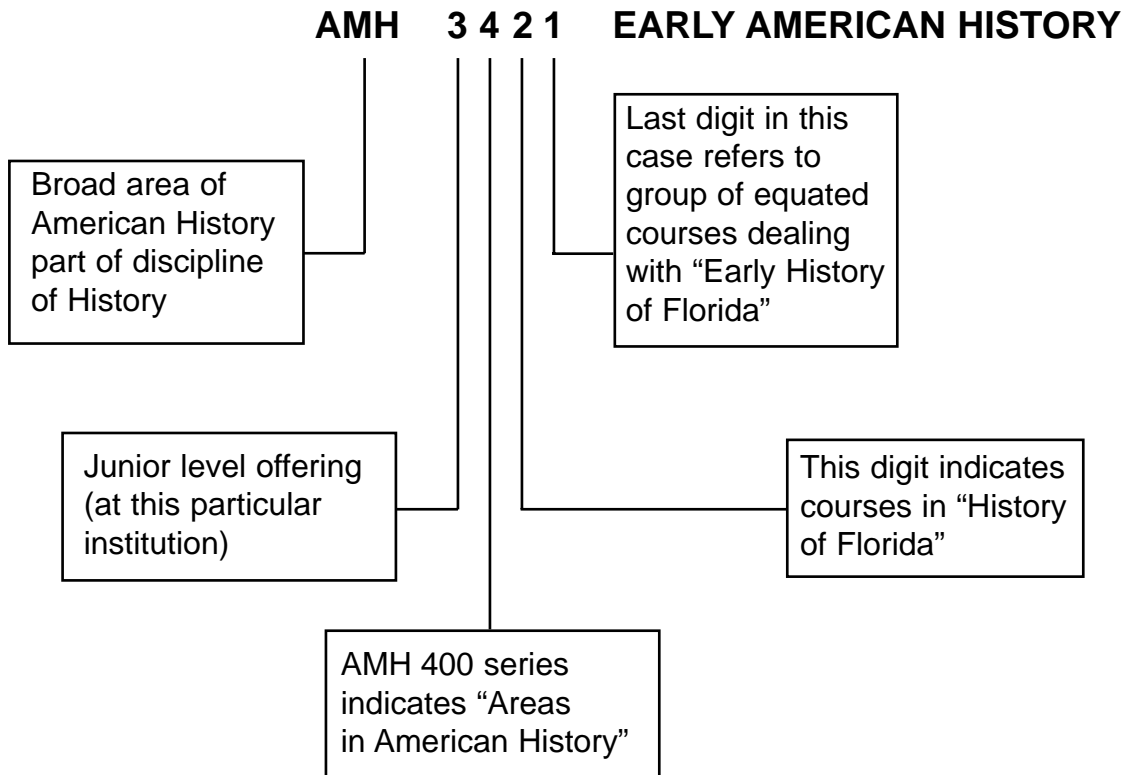 AMH 3 4 2 1 EARLY AMERICAN HISTORY
Last digit in this
case refers to
group of equated
courses dealing
with “Early History
of Florida”
Broad area of
American History
part of discipline
of History
Junior level offering
(at this particular
institution)
This digit indicates
courses in “History
of Florida”
AMH 400 series
indicates “Areas
in American History”